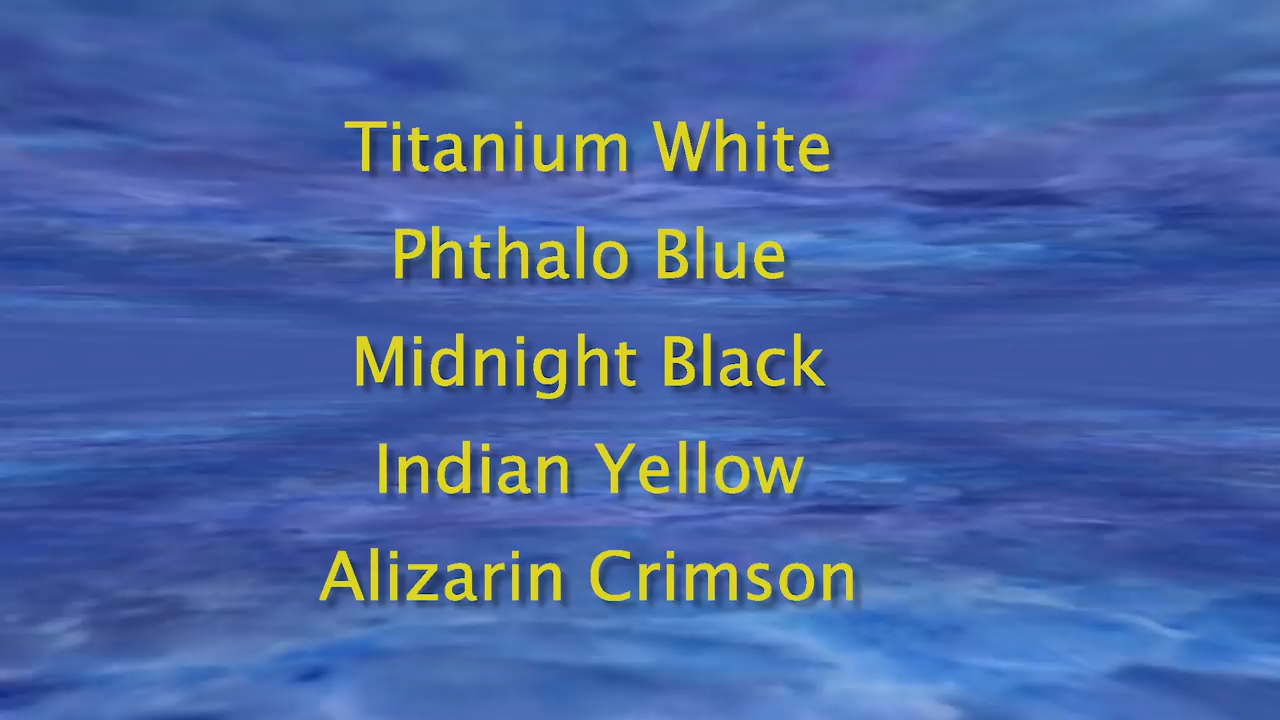 Titanium White
Phthalo Blue
Midnight Black
Indian Yellow
Alizarin Crimson